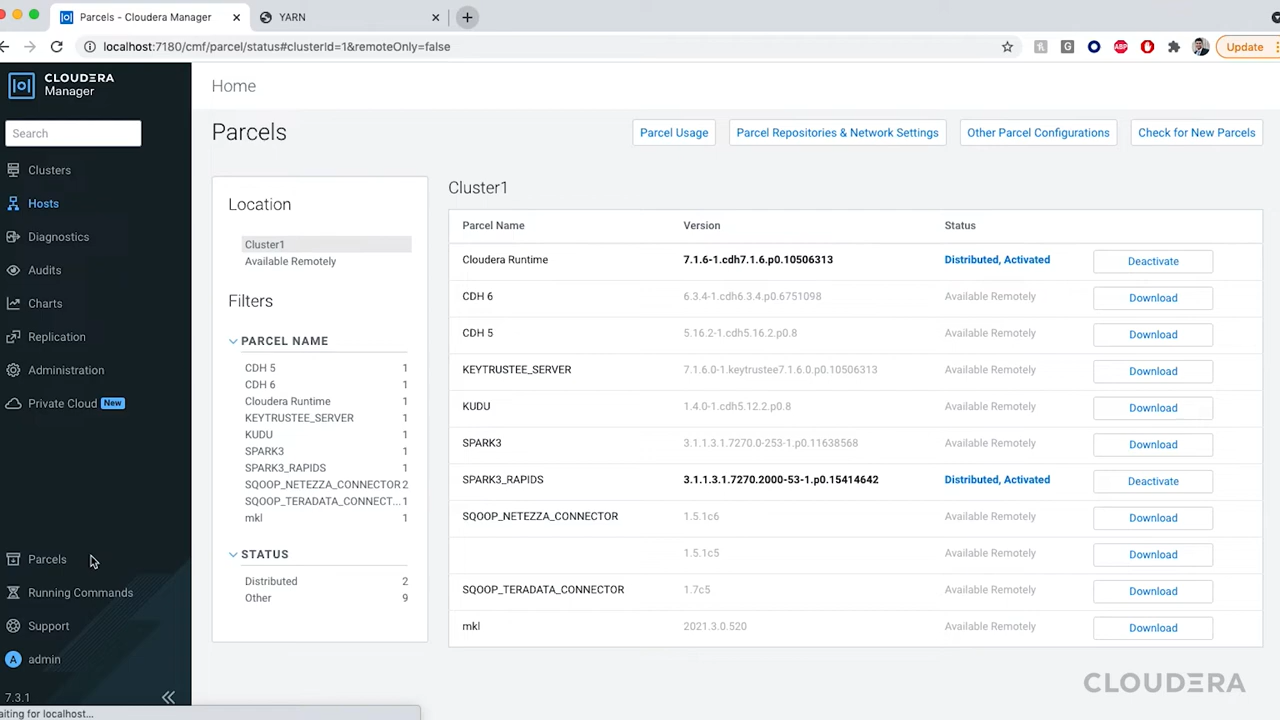 Parcels - Cloudera Manager
YARN
localhost:7180/cmf/parcel/status#clusterId=1&remoteOnly=false
G
ABP
Update
CLOUDERA
Manager
Search
Clusters
Hosts
Diagnostics
Audits
Charts
Replication
Administration
Private Cloud New
Parcels
Running Commands
Support
A admin
7.3.1
aiting for localhost...
Home
Parcels
Parcel Usage
Parcel Repositories & Network Settings
Other Parcel Configurations
Check for New Parcels
Location
Cluster1
Available Remotely
Filters
PARCEL NAME
CDH 5 1
CDH 6 1
Cloudera Runtime 1
KEYTRUSTEE_SERVER 1
KUDU 1
SPARK3 1
SPARK3_RAPIDS 1
SQOOP_NETEZZA_CONNECTOR 2
SQOOP_TERADATA_CONNECT... 1
mkl 1
STATUS
Distributed 2
Other 9
Cluster1
Parcel Name Version Status
Cloudera Runtime 7.1.6-1.cdh7.1.6.p0.10506313 Distributed, Activated Deactivate
CDH 6 6.3.4-1.cdh6.3.4.p0.6751098 Available Remotely Download
CDH 5 5.16.2-1.cdh5.16.2.p0.8 Available Remotely Download
KEYTRUSTEE_SERVER 7.1.6.0-1.keytrustee7.1.6.0.p0.10506313 Available Remotely Download
KUDU 1.4.0-1.cdh5.12.2.p0.8 Available Remotely Download
SPARK3 3.1.1.3.1.7270.0-253-1.p0.11638568 Available Remotely Download
SPARK3_RAPIDS 3.1.1.3.1.7270.2000-53-1.p0.15414642 Distributed, Activated Deactivate
SQOOP_NETEZZA_CONNECTOR 1.5.1c6 Available Remotely Download
1.5.1c5 Available Remotely Download
SQOOP_TERADATA_CONNECTOR 1.7c5 Available Remotely Download
mkl 2021.3.0.520 Available Remotely Download
CLOUDERA